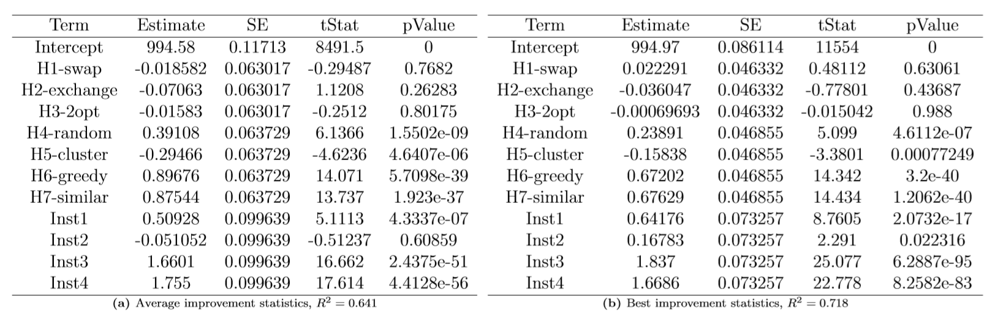 Term Estimate SE tStat pValue
Intercept 994.58 0.11713 8491.5 0
H1-swap -0.018582 0.063017 -0.29487 0.7682
H2-exchange -0.07063 0.063017 1.1208 0.26283
H3-2opt -0.01583 0.063017 -0.2512 0.80175
H4-random 0.39108 0.063729 6.1366 1.5502e-09
H5-cluster -0.29466 0.063729 -4.6236 4.6407e-06
H6-greedy 0.89676 0.063729 14.071 5.7098e-39
H7-similar 0.87544 0.063729 13.737 1.923e-37
Inst1 0.50928 0.099639 5.1113 4.3337e-07
Inst2 -0.051052 0.099639 -0.51237 0.60859
Inst3 1.6601 0.099639 16.662 2.4375e-51
Inst4 1.755 0.099639 17.614 4.4128e-56
(a) Average improvement statistics, R² = 0.641
Term Estimate SE tStat pValue
Intercept 994.97 0.086114 11554 0
H1-swap 0.022291 0.046332 0.48112 0.63061
H2-exchange -0.036047 0.046332 -0.77801 0.43687
H3-2opt -0.00069693 0.046332 -0.015042 0.988
H4-random 0.23891 0.046855 5.099 4.6112e-07
H5-cluster -0.15838 0.046855 -3.3801 0.00077249
H6-greedy 0.67202 0.046855 14.342 3.2e-40
H7-similar 0.67629 0.046855 14.434 1.2062e-40
Inst1 0.64176 0.073257 8.7605 2.0732e-17
Inst2 0.16783 0.073257 2.291 0.022316
Inst3 1.837 0.073257 25.077 6.2887e-95
Inst4 1.6686 0.073257 22.778 8.2582e-83
(b) Best improvement statistics, R² = 0.718